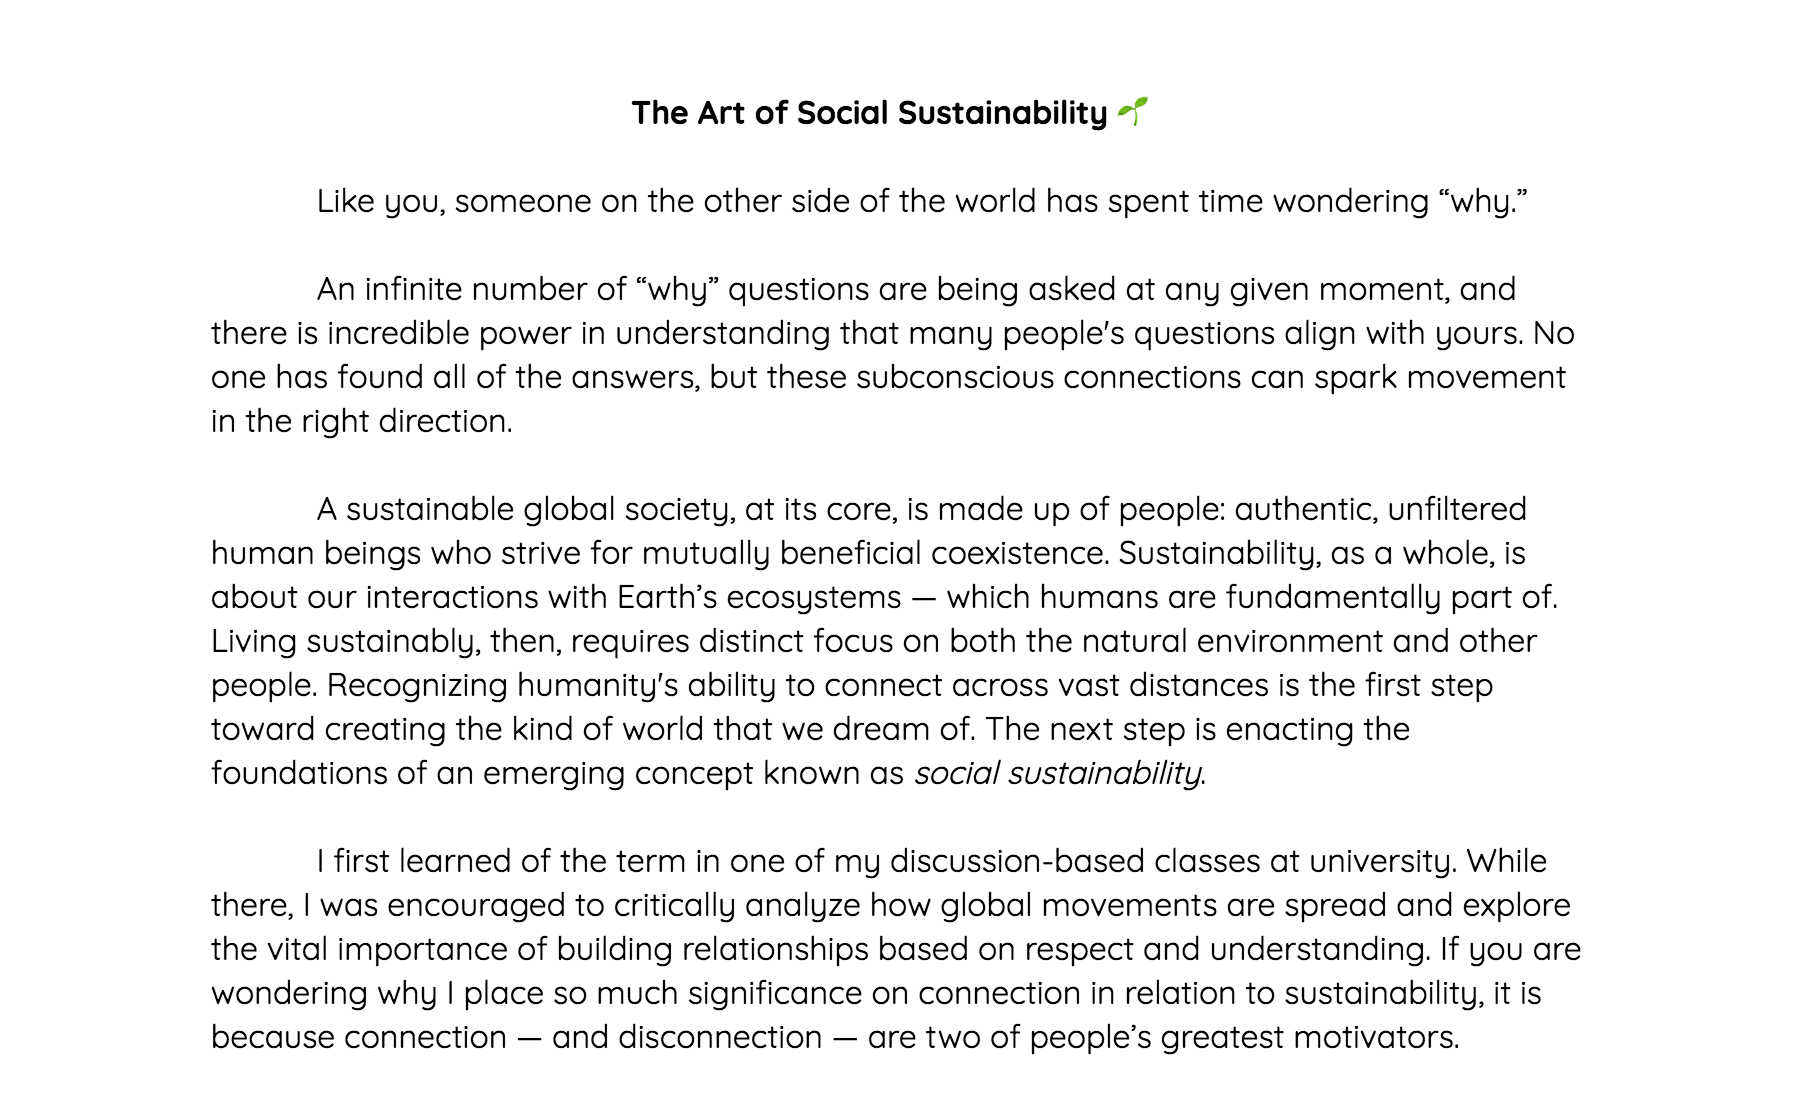 The Art of Social Sustainability 🌱
Like you, someone on the other side of the world has spent time wondering “why.”
An infinite number of “why” questions are being asked at any given moment, and
there is incredible power in understanding that many people's questions align with yours. No
one has found all of the answers, but these subconscious connections can spark movement
in the right direction.
A sustainable global society, at its core, is made up of people: authentic, unfiltered
human beings who strive for mutually beneficial coexistence. Sustainability, as a whole, is
about our interactions with Earth’s ecosystems — which humans are fundamentally part of.
Living sustainably, then, requires distinct focus on both the natural environment and other
people. Recognizing humanity's ability to connect across vast distances is the first step
toward creating the kind of world that we dream of. The next step is enacting the
foundations of an emerging concept known as social sustainability.
I first learned of the term in one of my discussion-based classes at university. While
there, I was encouraged to critically analyze how global movements are spread and explore
the vital importance of building relationships based on respect and understanding. If you are
wondering why I place so much significance on connection in relation to sustainability, it is
because connection — and disconnection — are two of people’s greatest motivators.